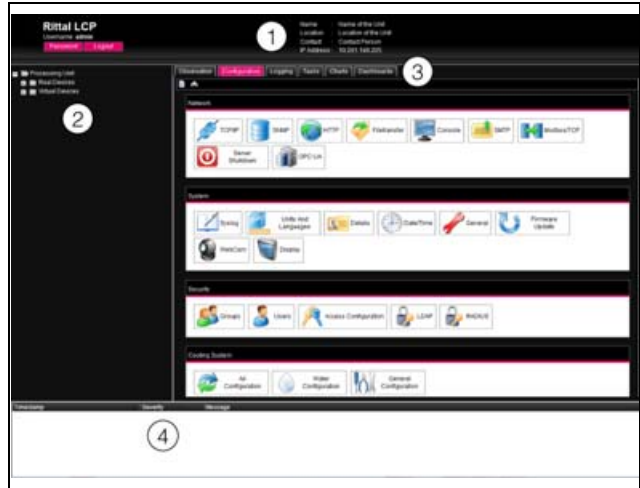 Rittal LCP
Username admin
Password Logout
1
Name : Name of the Unit
Location : Location of the Unit
Contact : Contact Person
IP Address : 10.201.148.205
Processing Unit
Real Devices
Virtual Devices
2
Observation Configuration Logging Tasks Charts Dashboards
3
Network
TCP/IP SNMP HTTP Filetransfer Console SMTP Modbus/TCP
Server Shutdown OPC-UA
System
Syslog Units And Languages Details Date/Time General Firmware Update
WebCam Display
Security
Groups Users Access Configuration LDAP RADIUS
Cooling System
Air Configuration Water Configuration General Configuration
Timestamp Severity Message
4